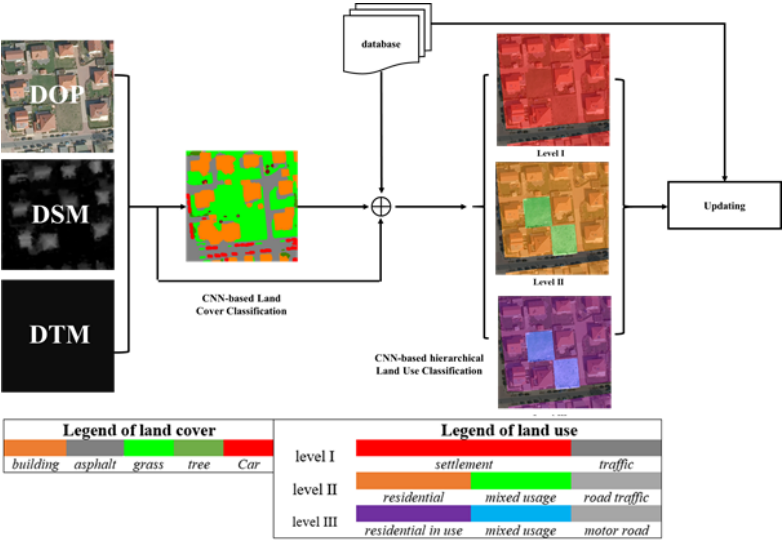 database
DOP
DSM
DTM
CNN-based Land
Cover Classification
Level I
Level II
CNN-based hierarchical
Land Use Classification
Updating
Legend of land cover
building asphalt grass tree Car
Legend of land use
level I
settlement traffic
level II
residential mixed usage road traffic
level III
residential in use mixed usage motor road